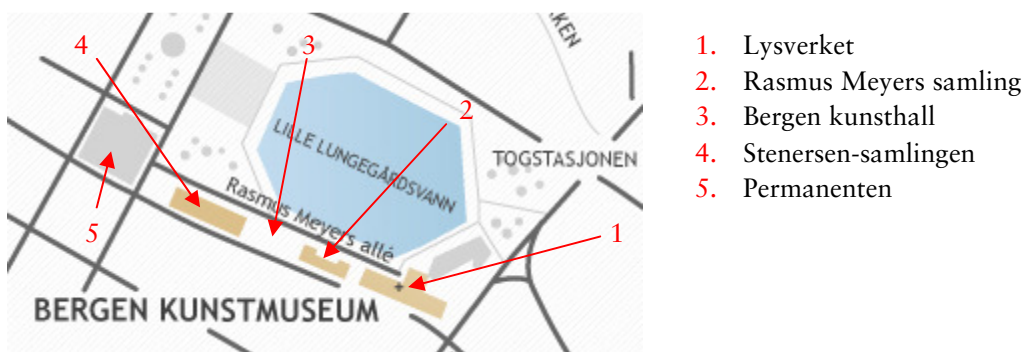 4
3
2
5
1
KKEN
LILLE LUNGEGÅRDSVANN
TOGSTASJONEN
Rasmus Meyers allé
BERGEN KUNSTMUSEUM
1. Lysverket
2. Rasmus Meyers samling
3. Bergen kunsthall
4. Stenersen-samlingen
5. Permanenten